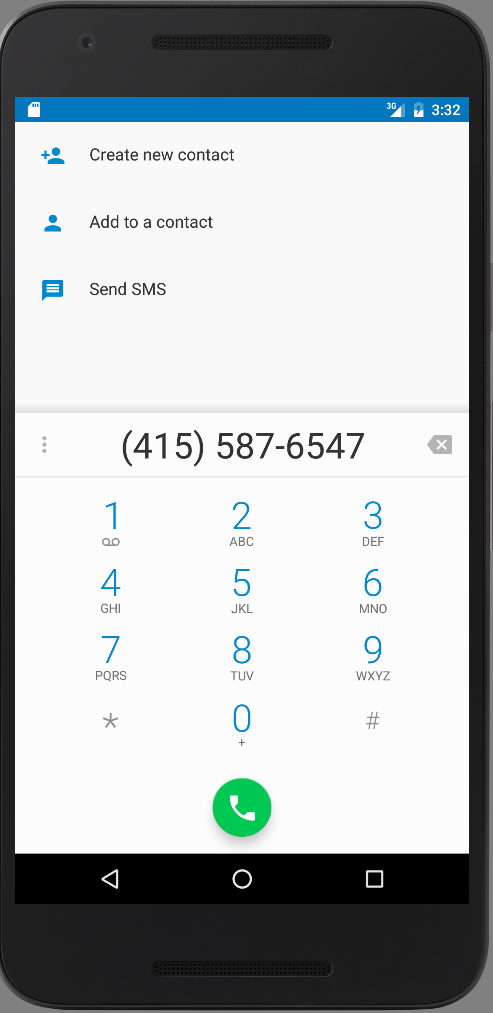 3G 3:32
Create new contact
Add to a contact
Send SMS
(415) 587-6547
1 2 3
ABC DEF
4 5 6
GHI JKL MNO
7 8 9
PQRS TUV WXYZ
* 0 #
+